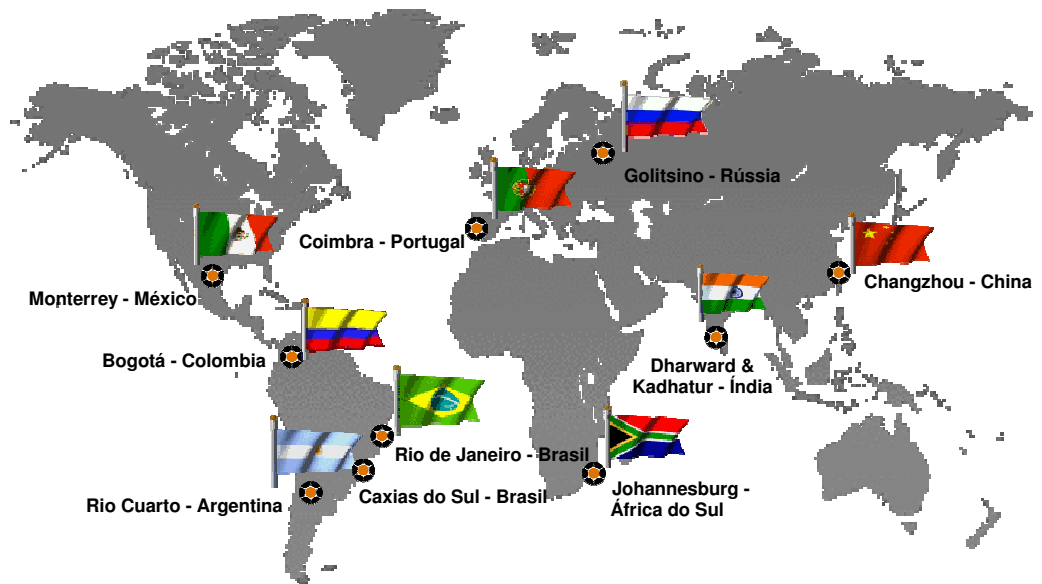 Golitsino - Rússia
Coimbra - Portugal
Changzhou - China
Monterrey - México
Bogotá - Colombia
Dharward &
Kadhatur - Índia
Rio de Janeiro - Brasil
Caxias do Sul - Brasil
Rio Cuarto - Argentina
Johannesburg -
África do Sul